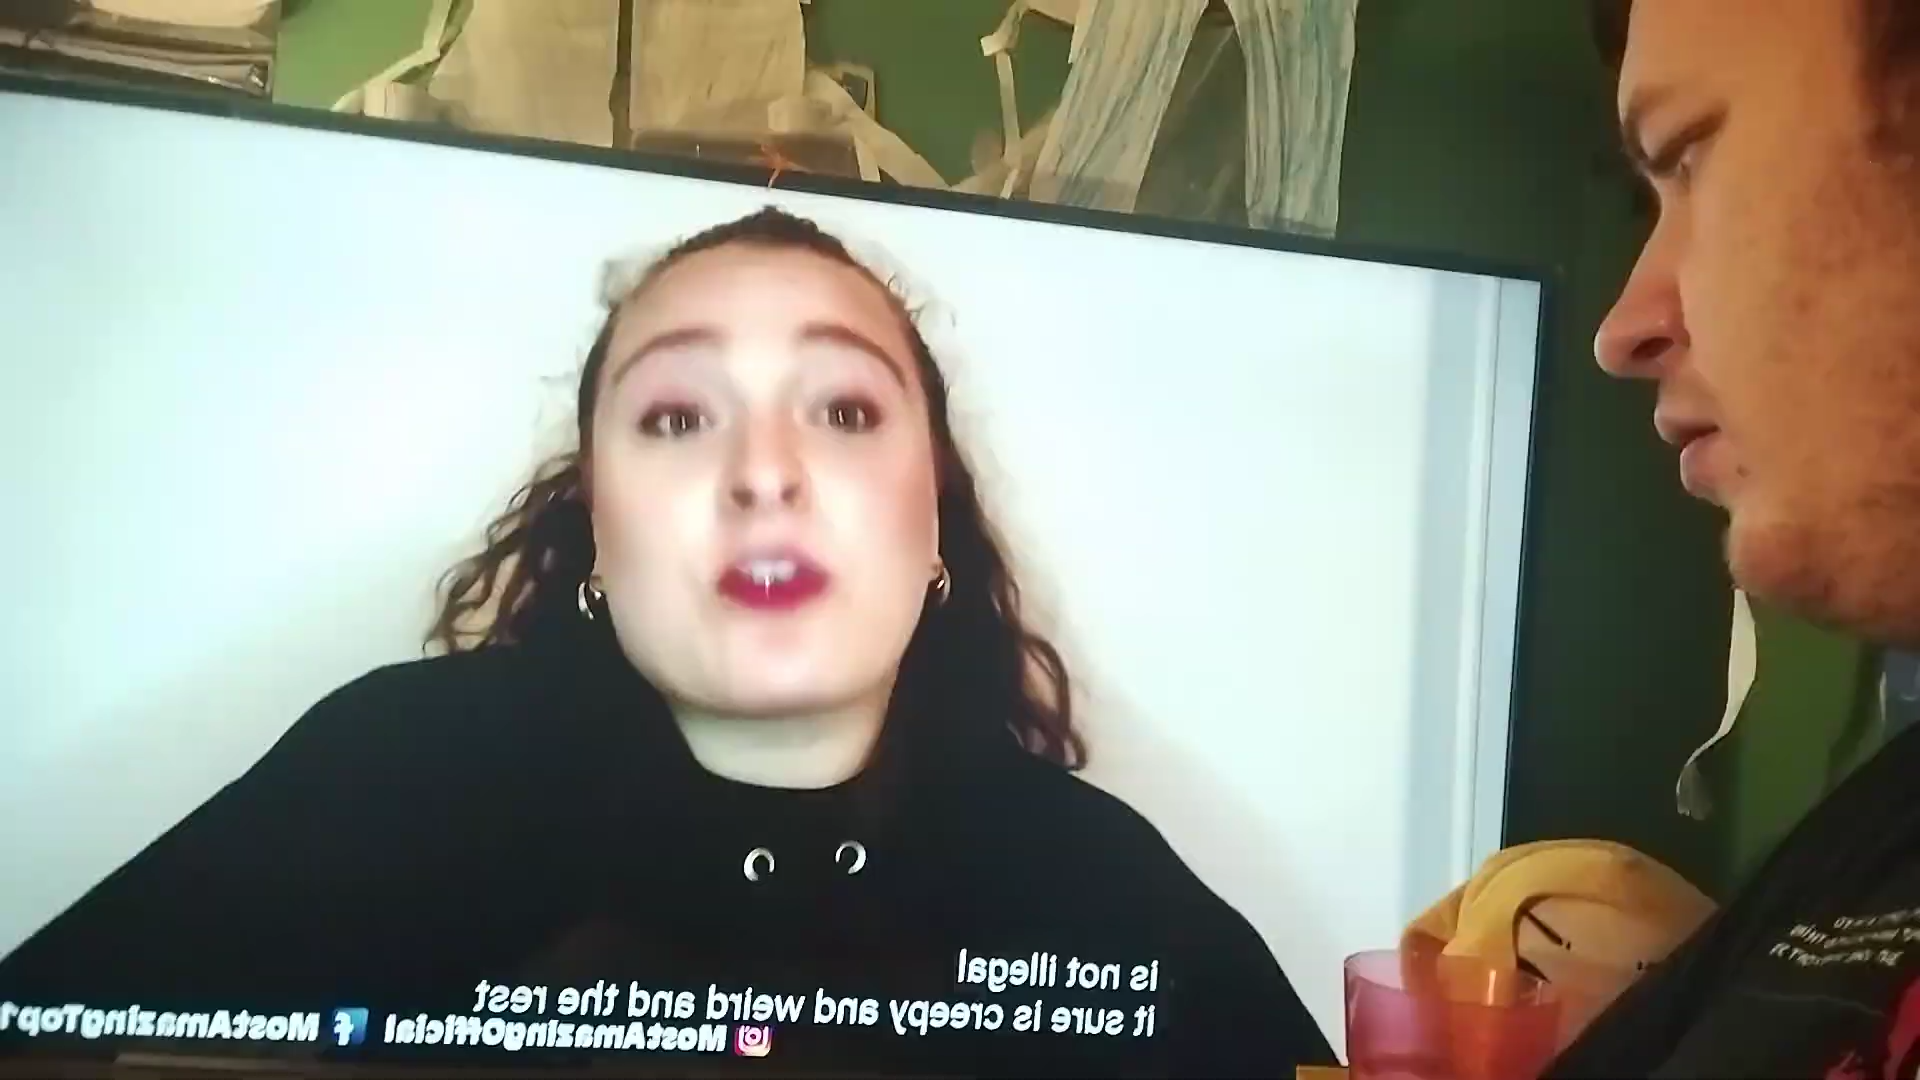 is not illegal
it sure is creepy and weird and the rest
MostAmazingOfficial MostAmazingTop1